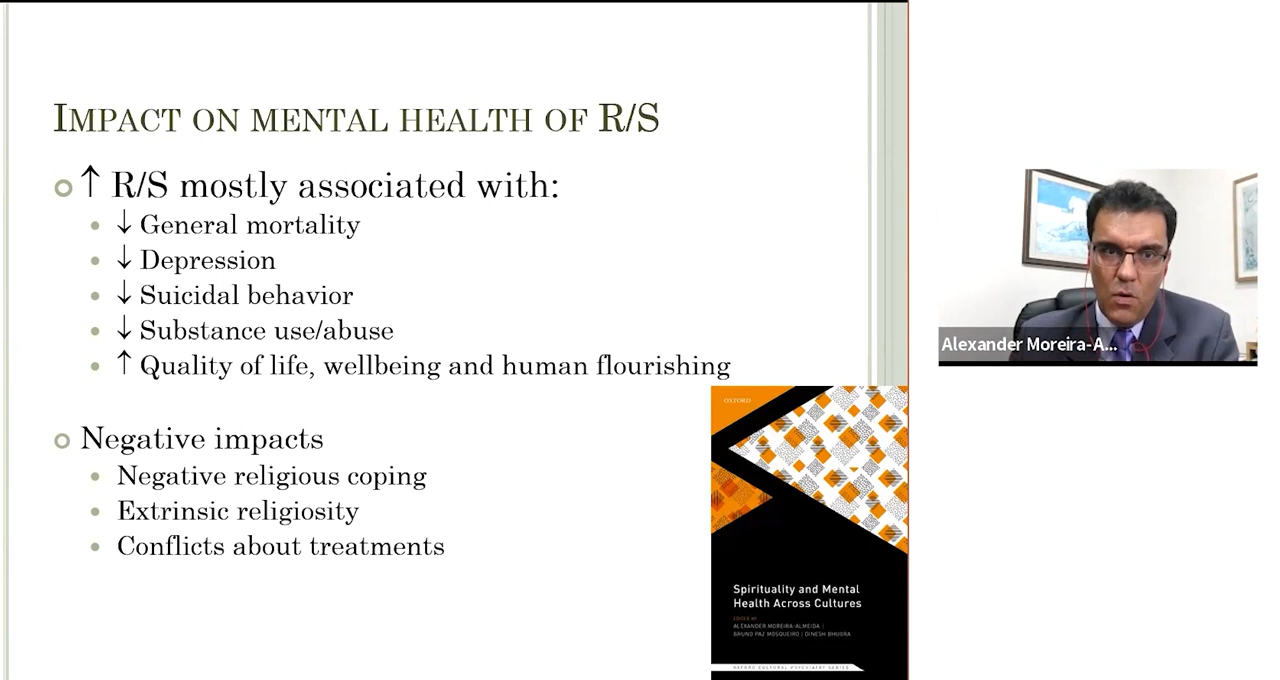 IMPACT ON MENTAL HEALTH OF R/S
↑ R/S mostly associated with:
↓ General mortality
↓ Depression
↓ Suicidal behavior
↓ Substance use/abuse
↑ Quality of life, wellbeing and human flourishing
Negative impacts
Negative religious coping
Extrinsic religiosity
Conflicts about treatments
OXFORD
Spirituality and Mental
Health Across Cultures
EDITED BY
ALEXANDER MOREIRA-ALMEIDA |
BRUNO PAZ MOSQUEIRO | DINESH BHUGRA
OXFORD CULTURAL PSYCHIATRY SERIES
Alexander Moreira-A...